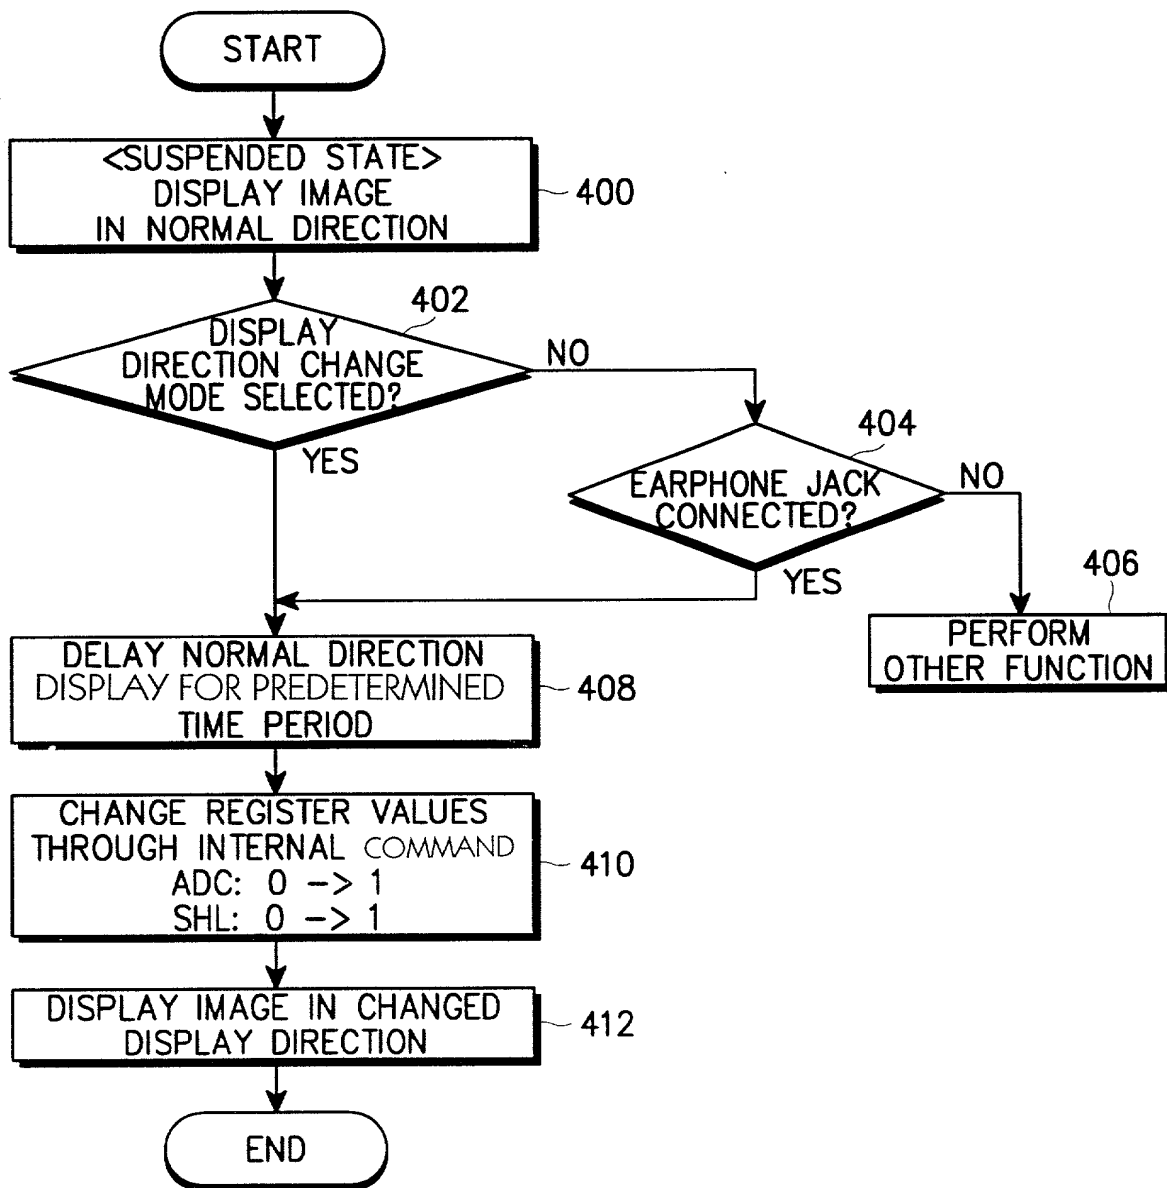 START
<SUSPENDED STATE>
DISPLAY IMAGE
IN NORMAL DIRECTION
400
402
DISPLAY
DIRECTION CHANGE
MODE SELECTED?
NO
YES
404
EARPHONE JACK
CONNECTED?
NO
YES
406
PERFORM
OTHER FUNCTION
DELAY NORMAL DIRECTION
DISPLAY FOR PREDETERMINED
TIME PERIOD
408
CHANGE REGISTER VALUES
THROUGH INTERNAL COMMAND
ADC: 0 -> 1
SHL: 0 -> 1
410
DISPLAY IMAGE IN CHANGED
DISPLAY DIRECTION
412
END